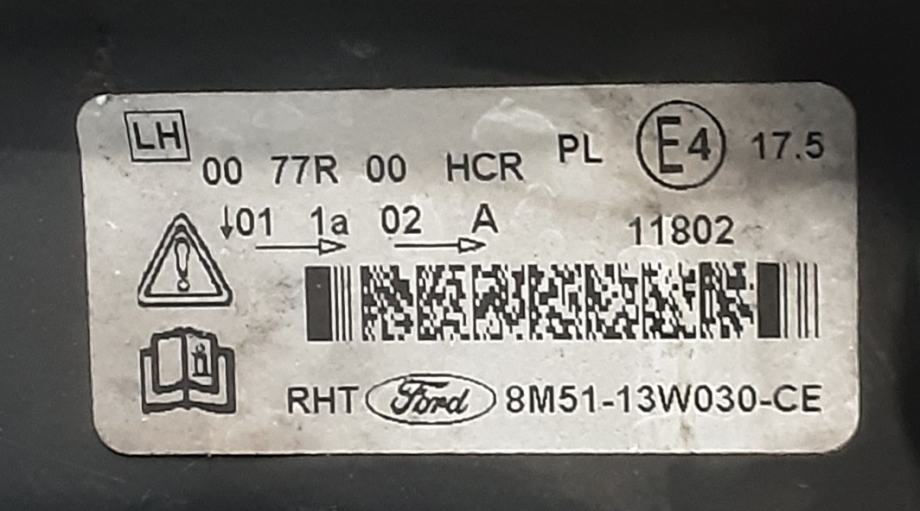 LH 00 77R 00 HCR PL E4 17.5
↓01 1a 02 A 11802
RHT Ford 8M51-13W030-CE